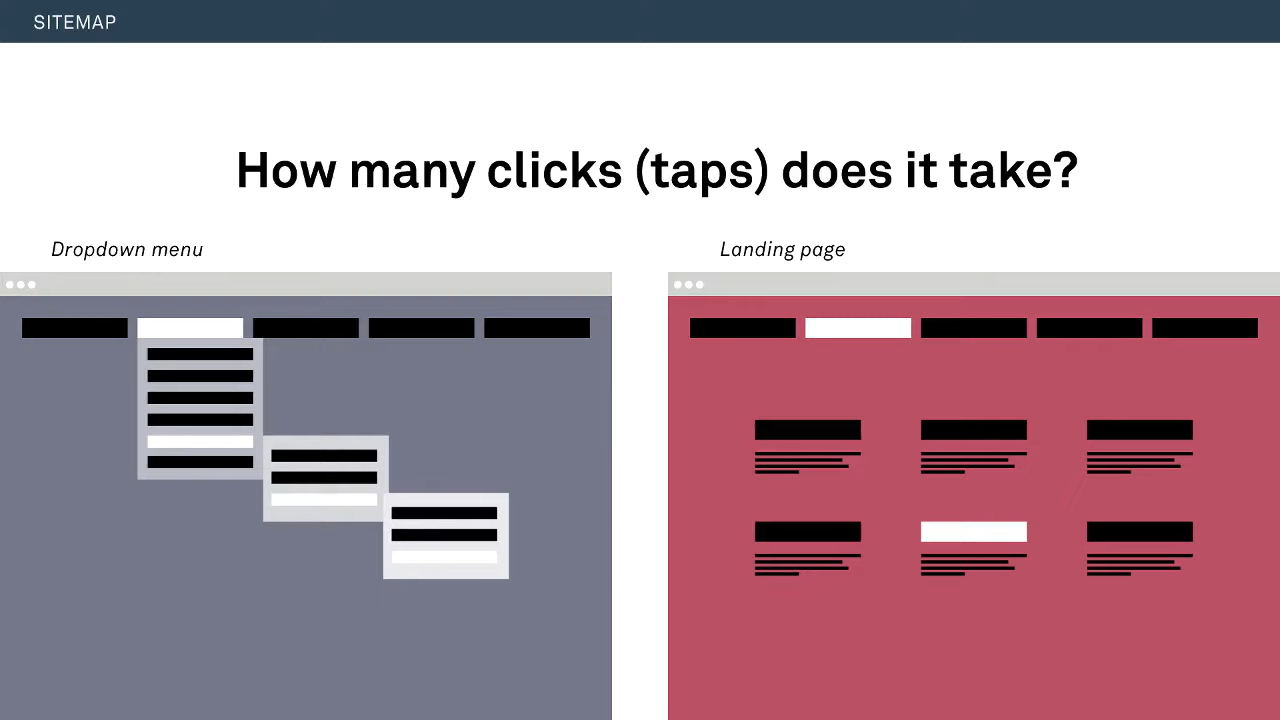 SITEMAP
How many clicks (taps) does it take?
Dropdown menu
Landing page